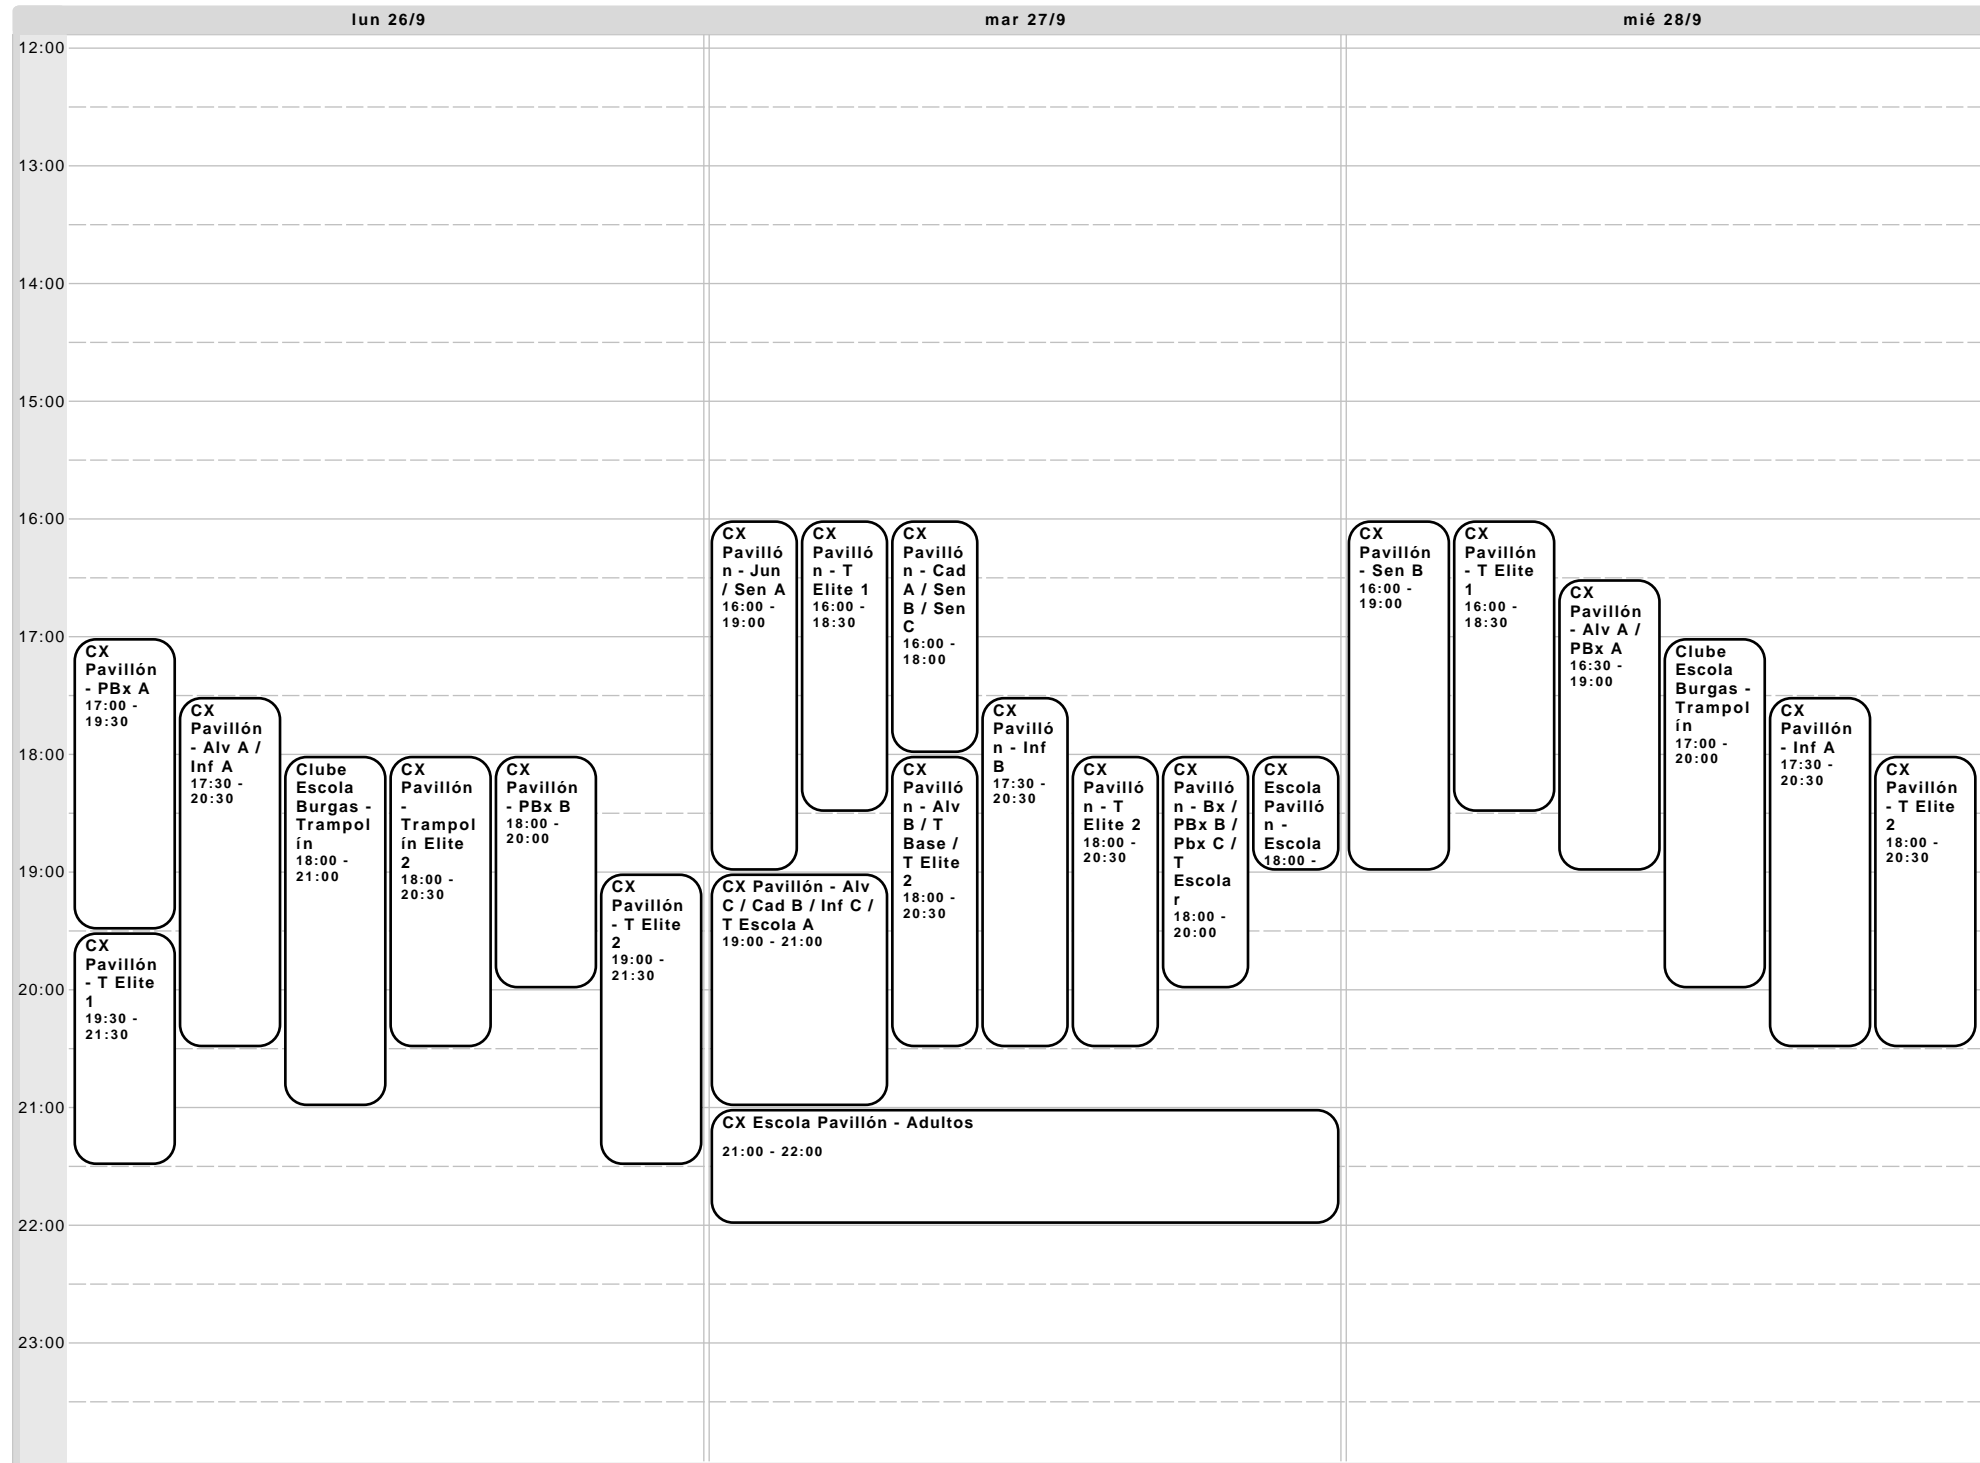 lun 26/9
mar 27/9
mié 28/9
12:00
13:00
14:00
15:00
16:00
17:00
18:00
19:00
20:00
21:00
22:00
23:00
CX
Pavillón
- PBx A
17:00 -
19:30
CX
Pavillón
- T Elite
1
19:30 -
21:30
CX
Pavillón
- Alv A /
Inf A
17:30 -
20:30
Clube
Escola
Burgas -
Trampol
ín
18:00 -
21:00
CX
Pavillón
-
Trampol
ín Elite
2
18:00 -
20:30
CX
Pavillón
- PBx B
18:00 -
20:00
CX
Pavillón
- T Elite
2
19:00 -
21:30
CX
Pavilló
n - Jun
/ Sen A
16:00 -
19:00
CX
Pavilló
n - T
Elite 1
16:00 -
18:30
CX
Pavilló
n - Cad
A / Sen
B / Sen
C
16:00 -
18:00
CX Pavillón - Alv
C / Cad B / Inf C /
T Escola A
19:00 - 21:00
CX
Pavilló
n - Alv
B / T
Base /
T Elite
2
18:00 -
20:30
CX
Pavilló
n - Inf
B
17:30 -
20:30
CX
Pavilló
n - T
Elite 2
18:00 -
20:30
CX
Pavilló
n - Bx /
PBx B /
Pbx C /
T
Escola
r
18:00 -
20:00
CX
Escola
Pavilló
n -
Escola
18:00 -
CX Escola Pavillón - Adultos
21:00 - 22:00
CX
Pavillón
- Sen B
16:00 -
19:00
CX
Pavillón
- T Elite
1
16:00 -
18:30
CX
Pavillón
- Alv A /
PBx A
16:30 -
19:00
Clube
Escola
Burgas -
Trampol
ín
17:00 -
20:00
CX
Pavillón
- Inf A
17:30 -
20:30
CX
Pavillón
- T Elite
2
18:00 -
20:30